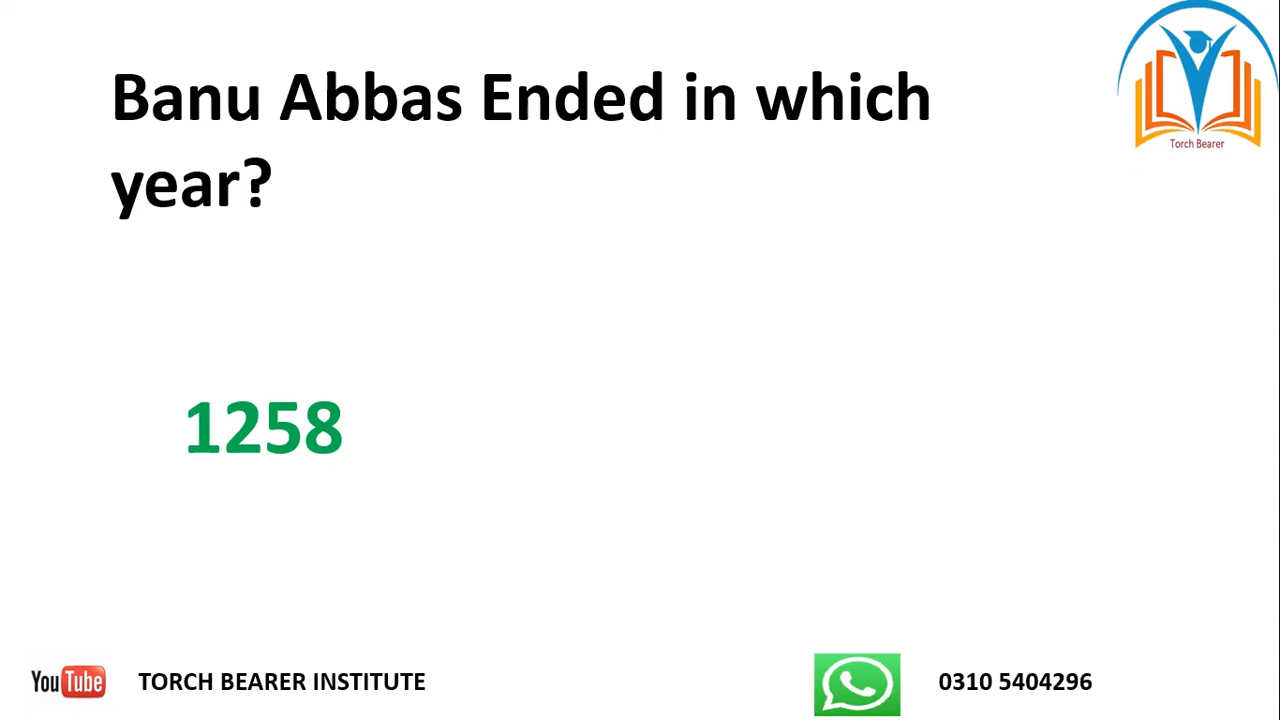 Banu Abbas Ended in which
year?
Torch Bearer
1258
YouTube TORCH BEARER INSTITUTE
0310 5404296